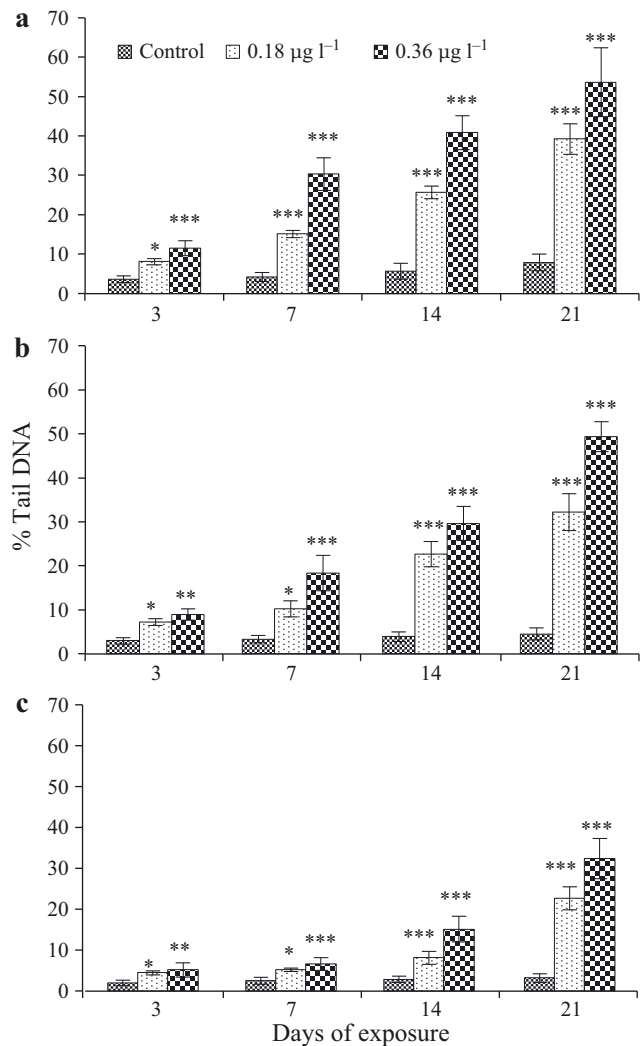 a
70
60
50
40
30
20
10
0
Control 0.18 µg l–1 0.36 µg l–1
* *** *** *** *** *** *** ***
3 7 14 21
b
% Tail DNA
70
60
50
40
30
20
10
0
* ** * *** *** *** *** ***
3 7 14 21
c
70
60
50
40
30
20
10
0
* ** * *** *** *** *** ***
3 7 14 21
Days of exposure